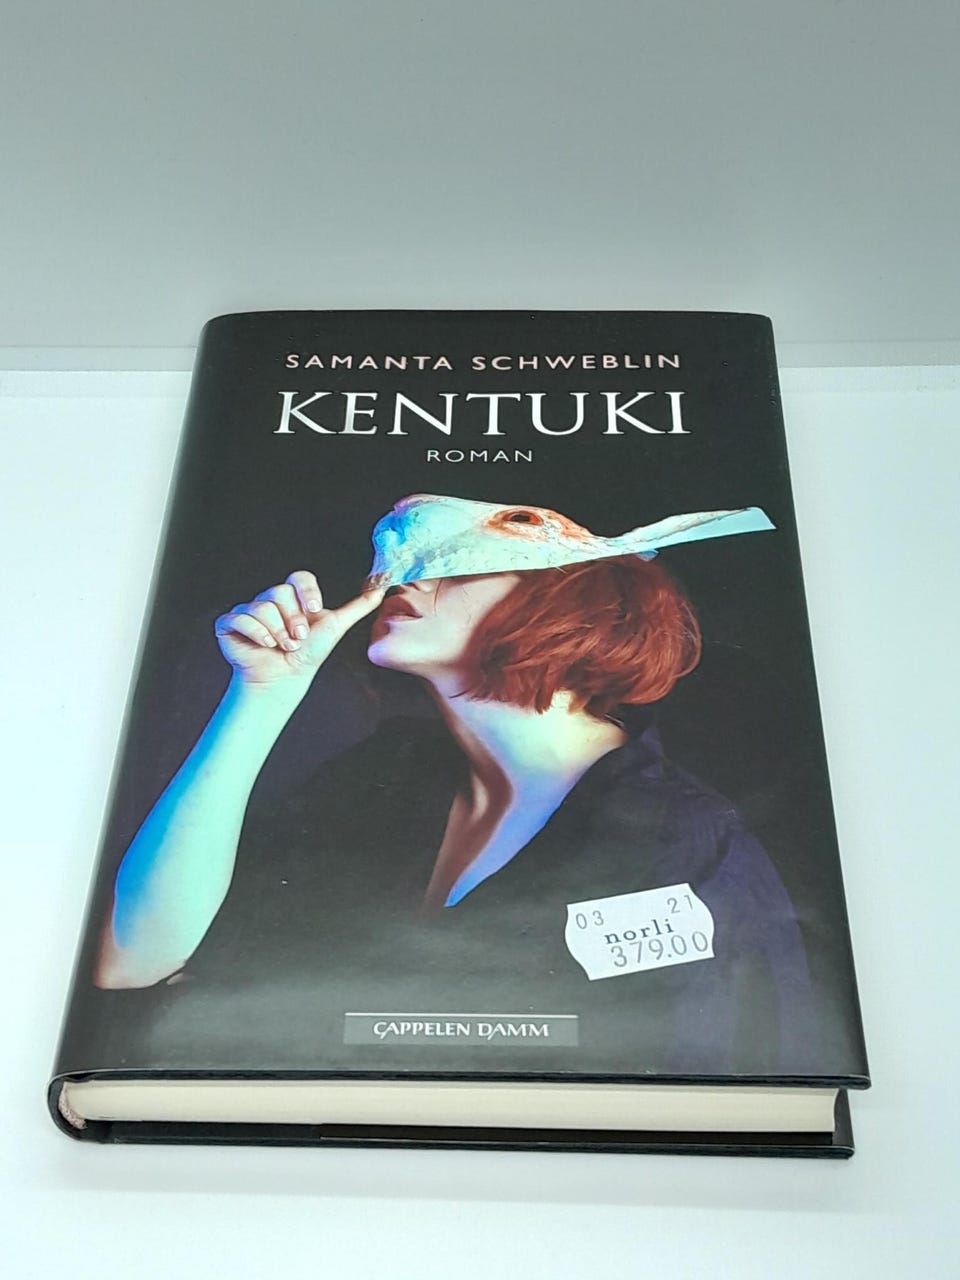 SAMANTA SCHWEBLIN
KENTUKI
ROMAN
03 21
norli
379.00
CAPPELEN DAMM